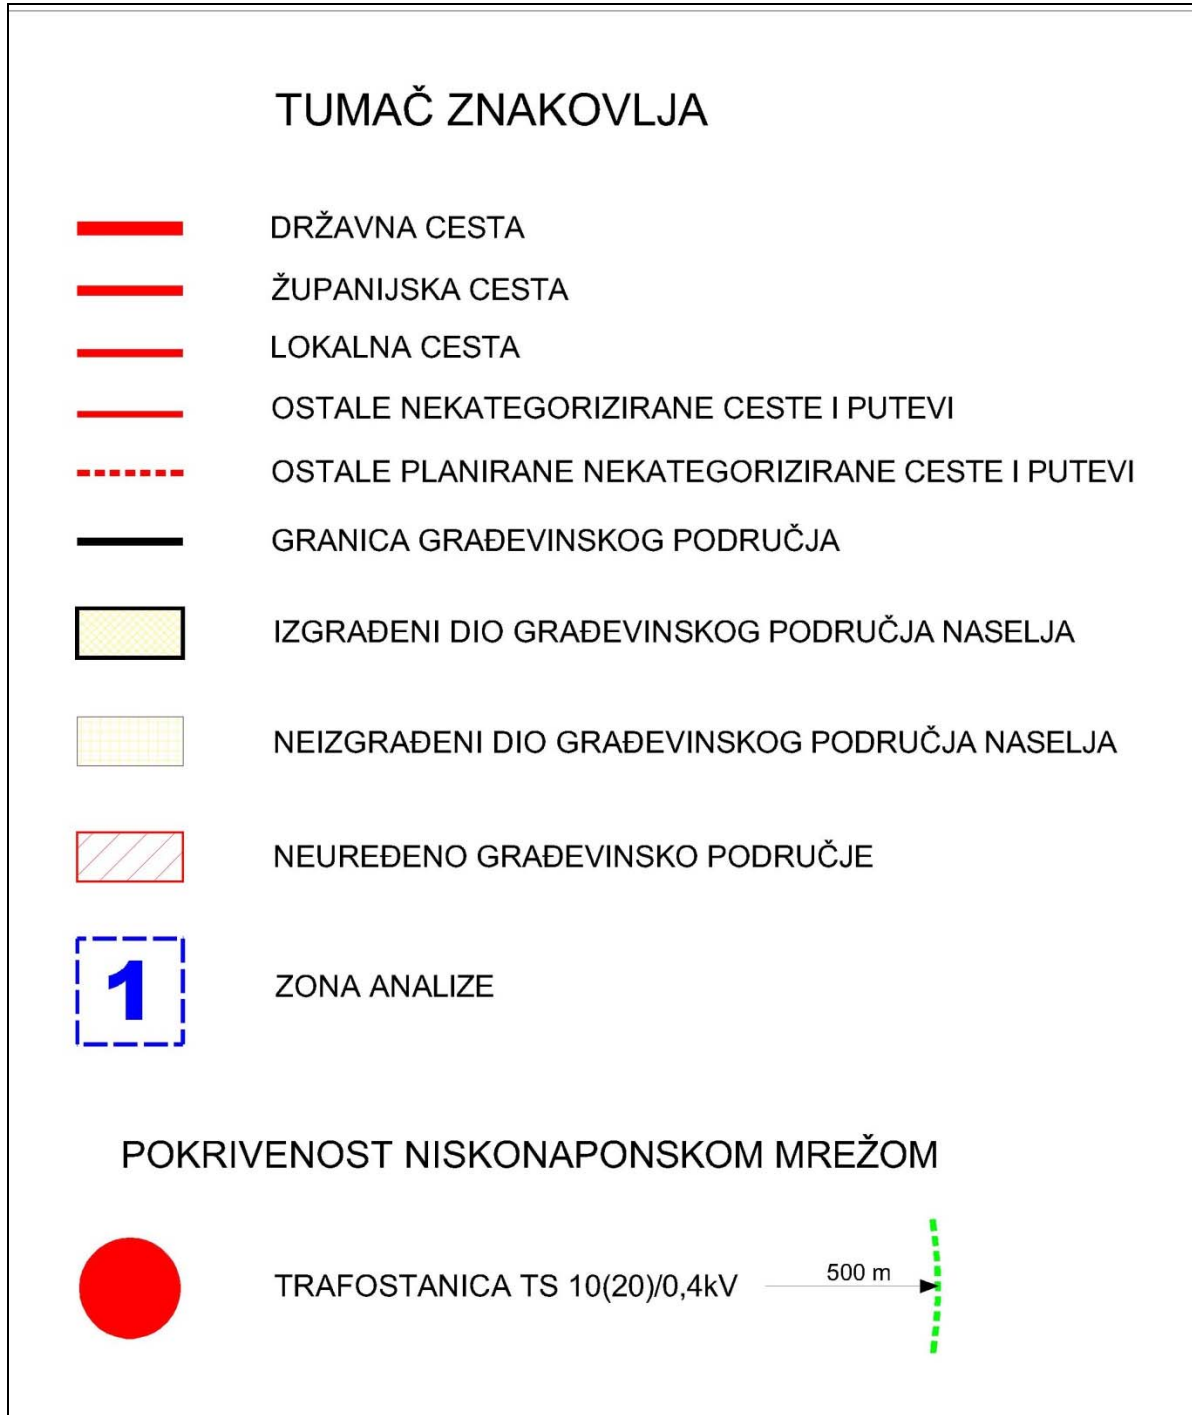 TUMAČ ZNAKOVLJA
DRŽAVNA CESTA
ŽUPANIJSKA CESTA
LOKALNA CESTA
OSTALE NEKATEGORIZIRANE CESTE I PUTEVI
OSTALE PLANIRANE NEKATEGORIZIRANE CESTE I PUTEVI
GRANICA GRAĐEVINSKOG PODRUČJA
IZGRAĐENI DIO GRAĐEVINSKOG PODRUČJA NASELJA
NEIZGRAĐENI DIO GRAĐEVINSKOG PODRUČJA NASELJA
NEUREĐENO GRAĐEVINSKO PODRUČJE
1 ZONA ANALIZE
POKRIVENOST NISKONAPONSKOM MREŽOM
TRAFOSTANICA TS 10(20)/0,4kV 500 m